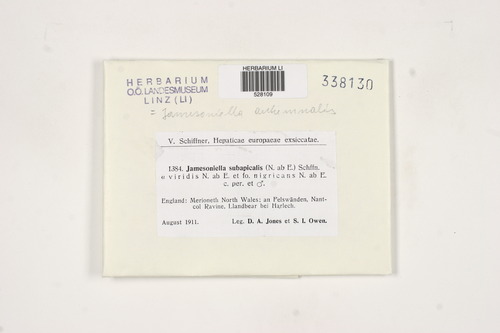 HERBARIUM LI
528109
HERBARIUM
O.Ö. LANDESMUSEUM
LINZ (LI)
338130
= Jamesoniella autumnalis
V. Schiffner, Hepaticae europaeae exsiccatae.
1384. Jamesoniella subapicalis (N. ab E.) Schffn.
viridis N. ab E. et fo. nigricans N. ab E.
c. per. et ♂.
England: Merioneth North Wales: an Felswänden, Nant-
col Ravine, Llanbear bei Harlech.
August 1911.
Leg. D. A. Jones et S. I. Owen.